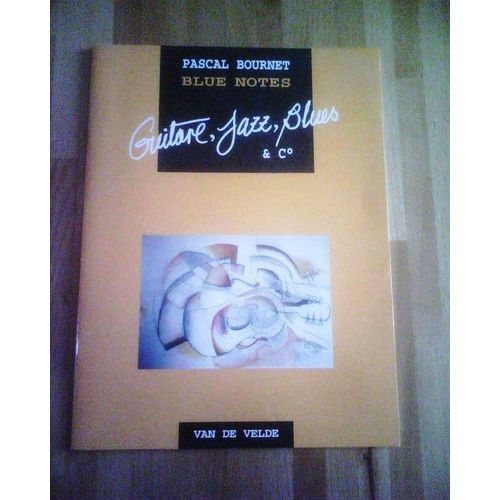 PASCAL BOURNET
BLUE NOTES
Guitare, Jazz, Blues
& Cº
VAN DE VELDE